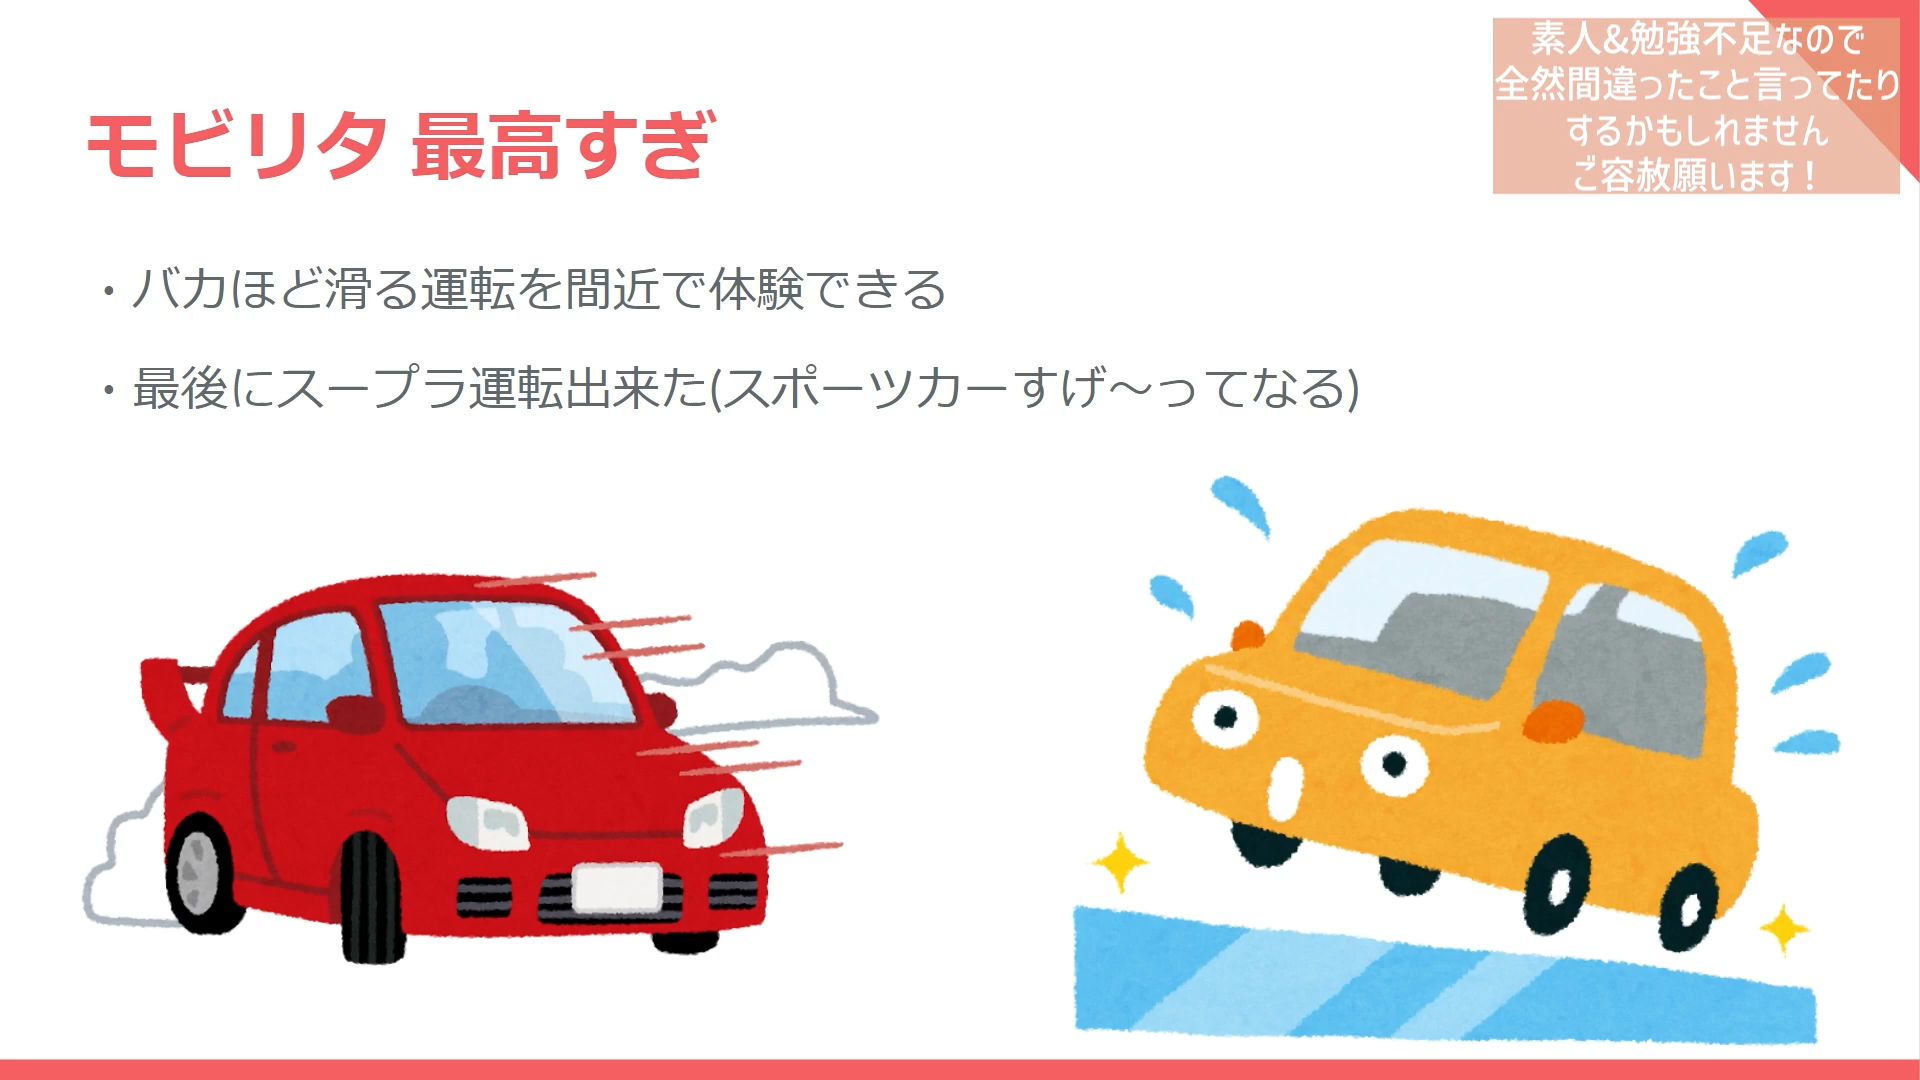 素人&勉強不足なので
全然間違ったこと言ってたり
するかもしれません
ご容赦願います！
モビリタ 最高すぎ
・バカほど滑る運転を間近で体験できる
・最後にスープラ運転出来た(スポーツカーすげ～ってなる)